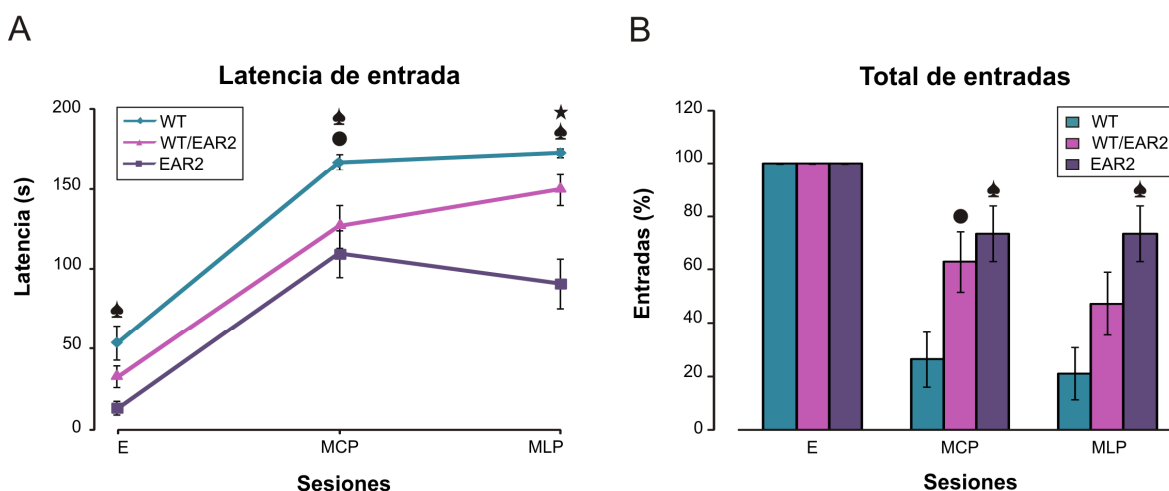 A
Latencia de entrada
WT
WT/EAR2
EAR2
200
150
100
50
0
Latencia (s)
E
MCP
MLP
Sesiones
B
Total de entradas
WT
WT/EAR2
EAR2
120
100
80
60
40
20
0
Entradas (%)
E
MCP
MLP
Sesiones